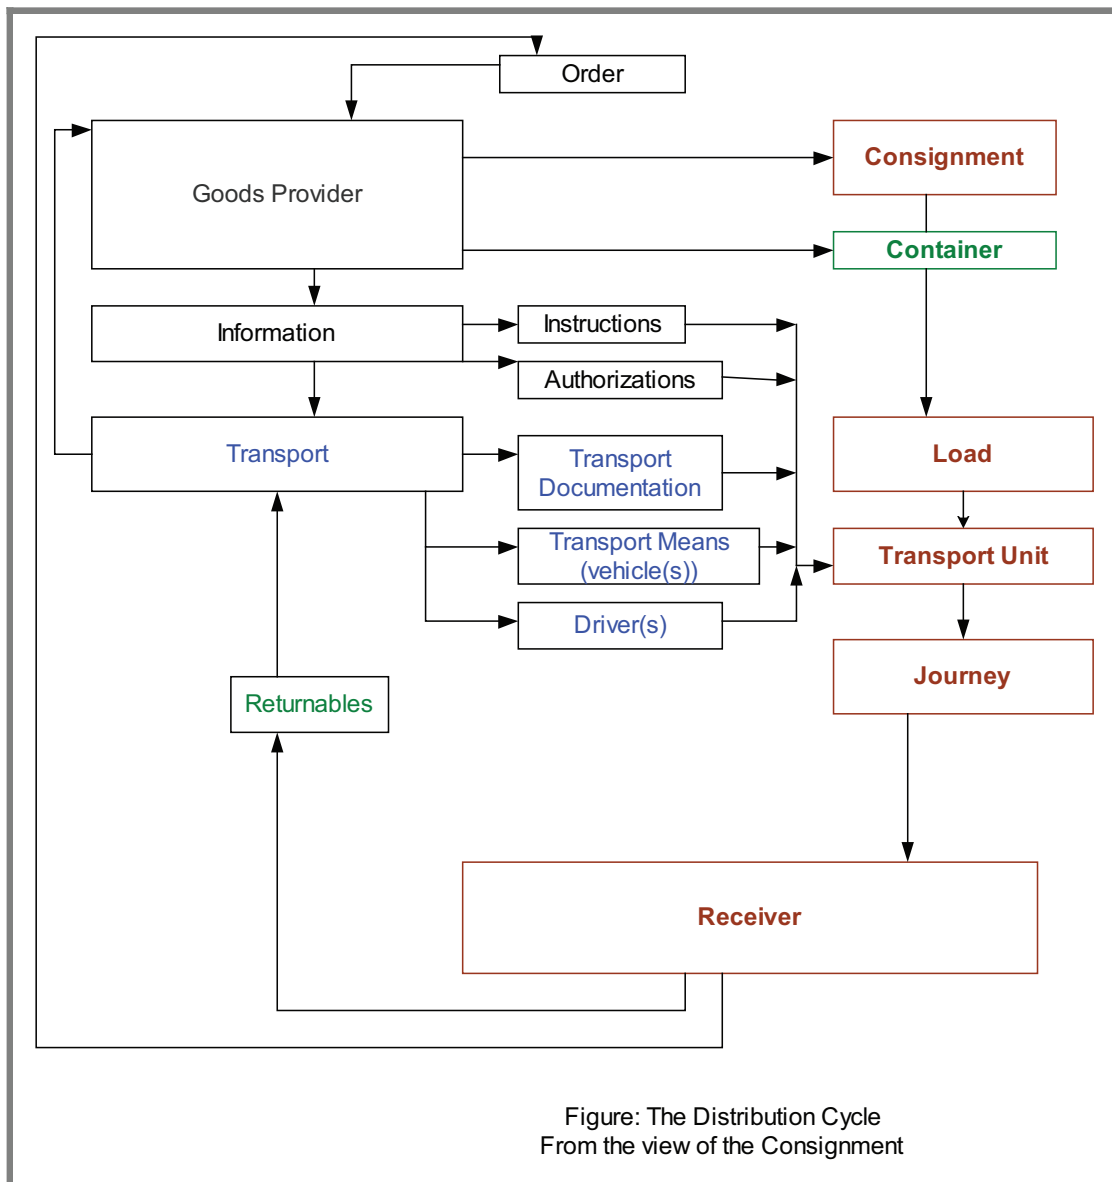 Order
Goods Provider
Consignment
Container
Information
Instructions
Authorizations
Transport
Transport
Documentation
Load
Transport Means
(vehicle(s))
Transport Unit
Driver(s)
Journey
Returnables
Receiver
Figure: The Distribution Cycle
From the view of the Consignment